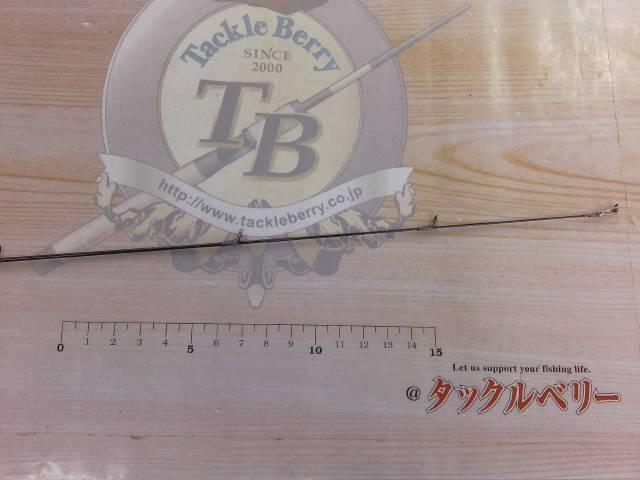 Tackle Berry
SINCE
2000
TB
http://www.tackleberry.co.jp
0 1 2 3 4 5 6 7 8 9 10 11 12 13 14 15
Let us support your fishing life.
@タックルベリー